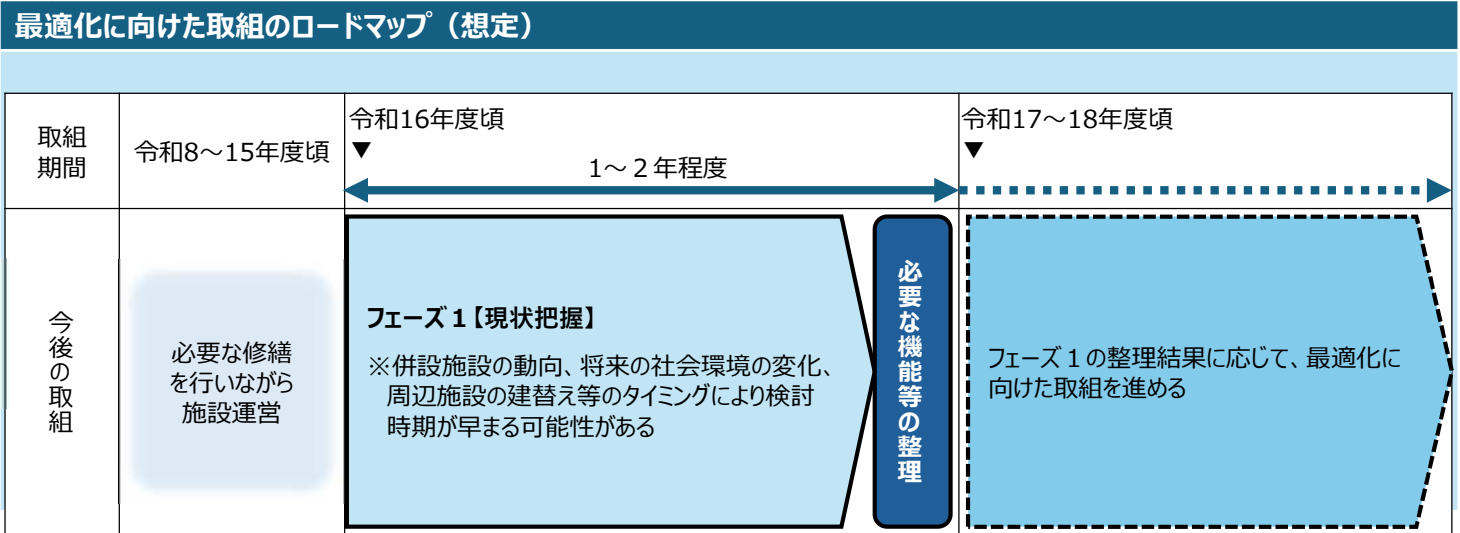 最適化に向けた取組のロードマップ（想定）
取組
期間
令和8～15年度頃
令和16年度頃
▼
1～２年程度
令和17～18年度頃
▼
今後の取組
必要な修繕
を行いながら
施設運営
フェーズ１【現状把握】
※併設施設の動向、将来の社会環境の変化、
周辺施設の建替え等のタイミングにより検討
時期が早まる可能性がある
必要な機能等の整理
フェーズ１の整理結果に応じて、最適化に
向けた取組を進める